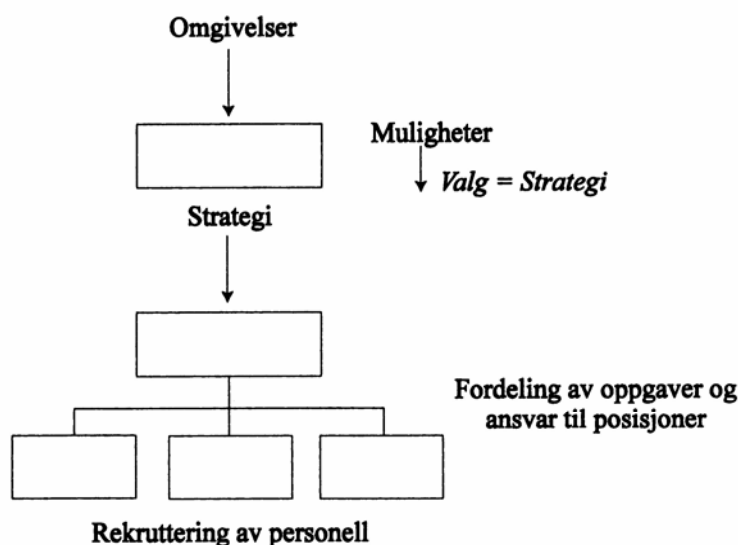 Omgivelser
Muligheter
Valg = Strategi
Strategi
Fordeling av oppgaver og
ansvar til posisjoner
Rekruttering av personell